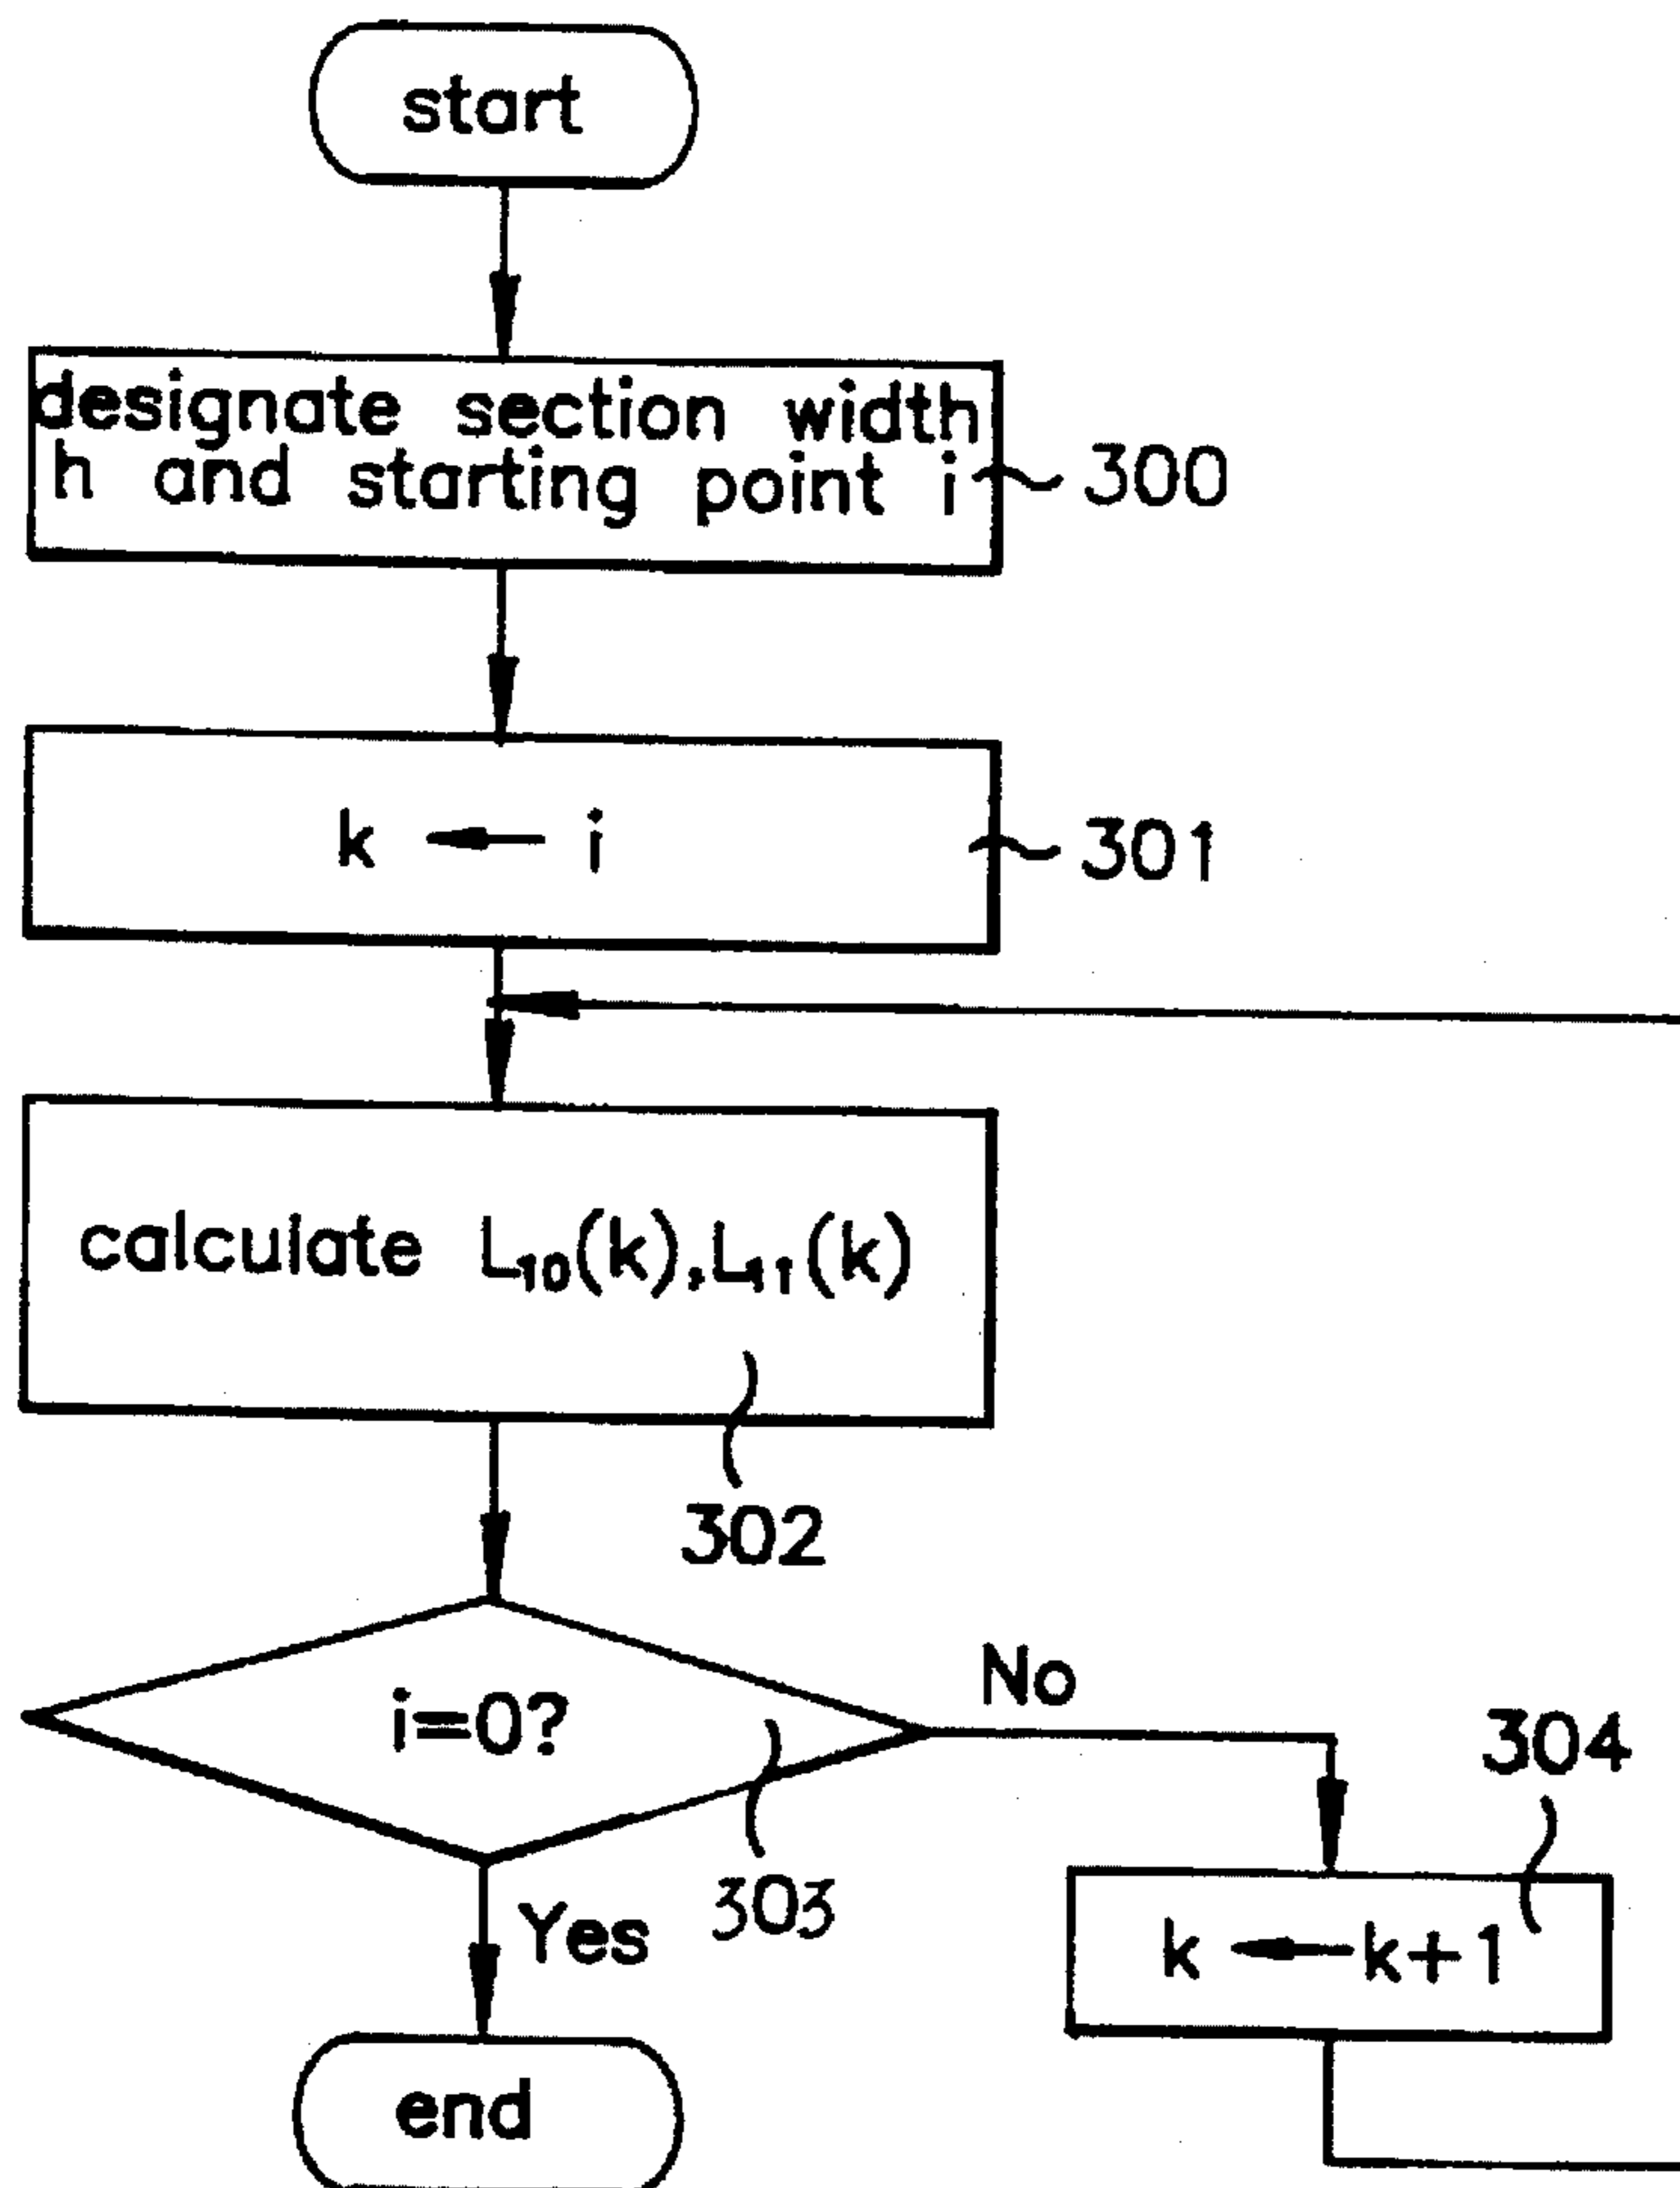 start
designate section width
h and starting point i
300
k ← i
301
calculate L₁₀(k),L₁₁(k)
302
i=0?
No
303
304
Yes
k ← k+1
end